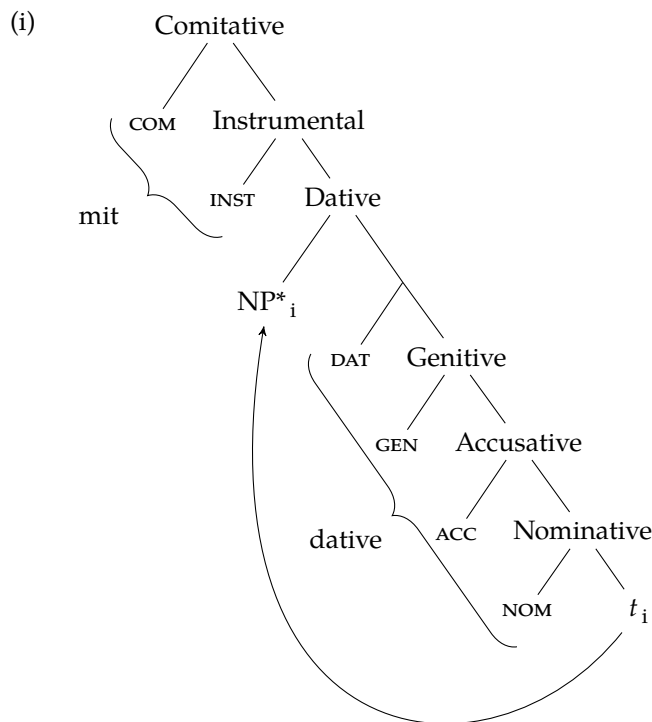 (i) Comitative
COM Instrumental
mit INST Dative
NP*i
DAT Genitive
GEN Accusative
dative ACC Nominative
NOM ti